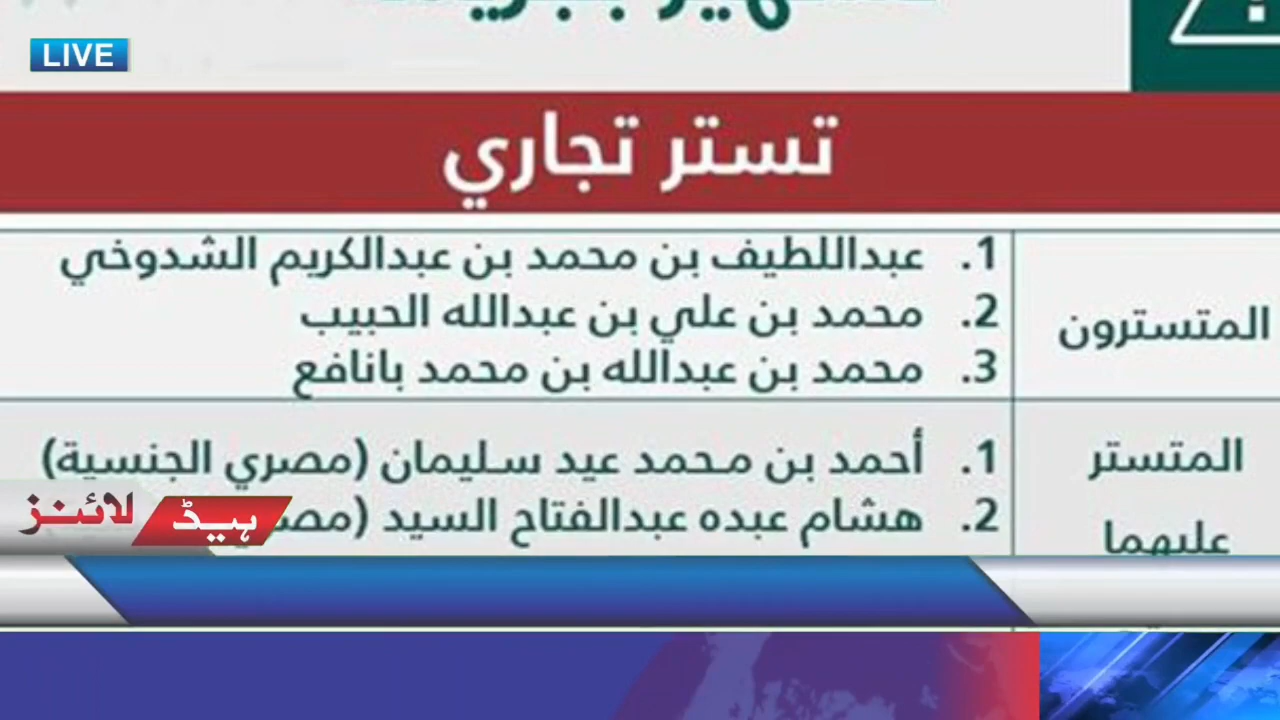 LIVE
تستر تجاري
المتسترون
1. عبداللطيف بن محمد بن عبدالكريم الشدوخي
2. محمد بن علي بن عبدالله الحبيب
3. محمد بن عبدالله بن محمد بانافع
المتستر
عليهما
1. أحمد بن محمد عيد سليمان (مصري الجنسية)
2. هشام عبده عبدالفتاح السيد
ہیڈ لائنز